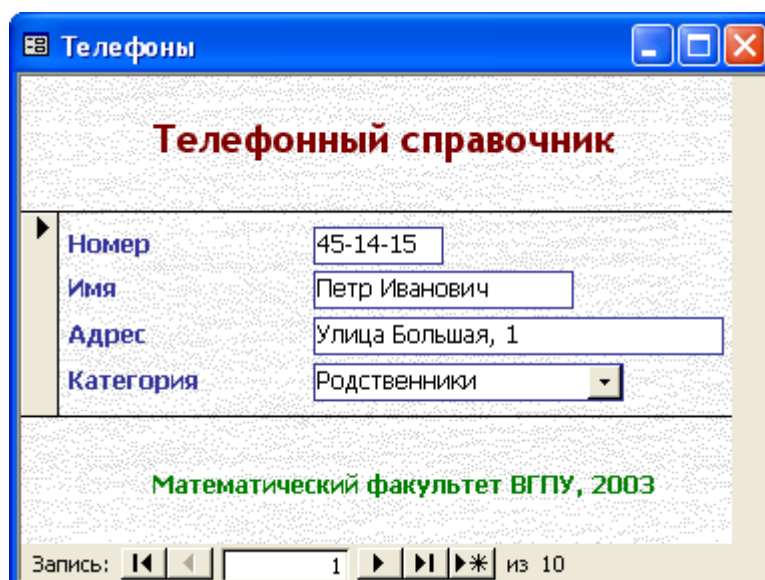 Телефоны
Телефонный справочник
Номер 45-14-15
Имя Петр Иванович
Адрес Улица Большая, 1
Категория Родственники
Математический факультет ВГПУ, 2003
Запись: 1 из 10